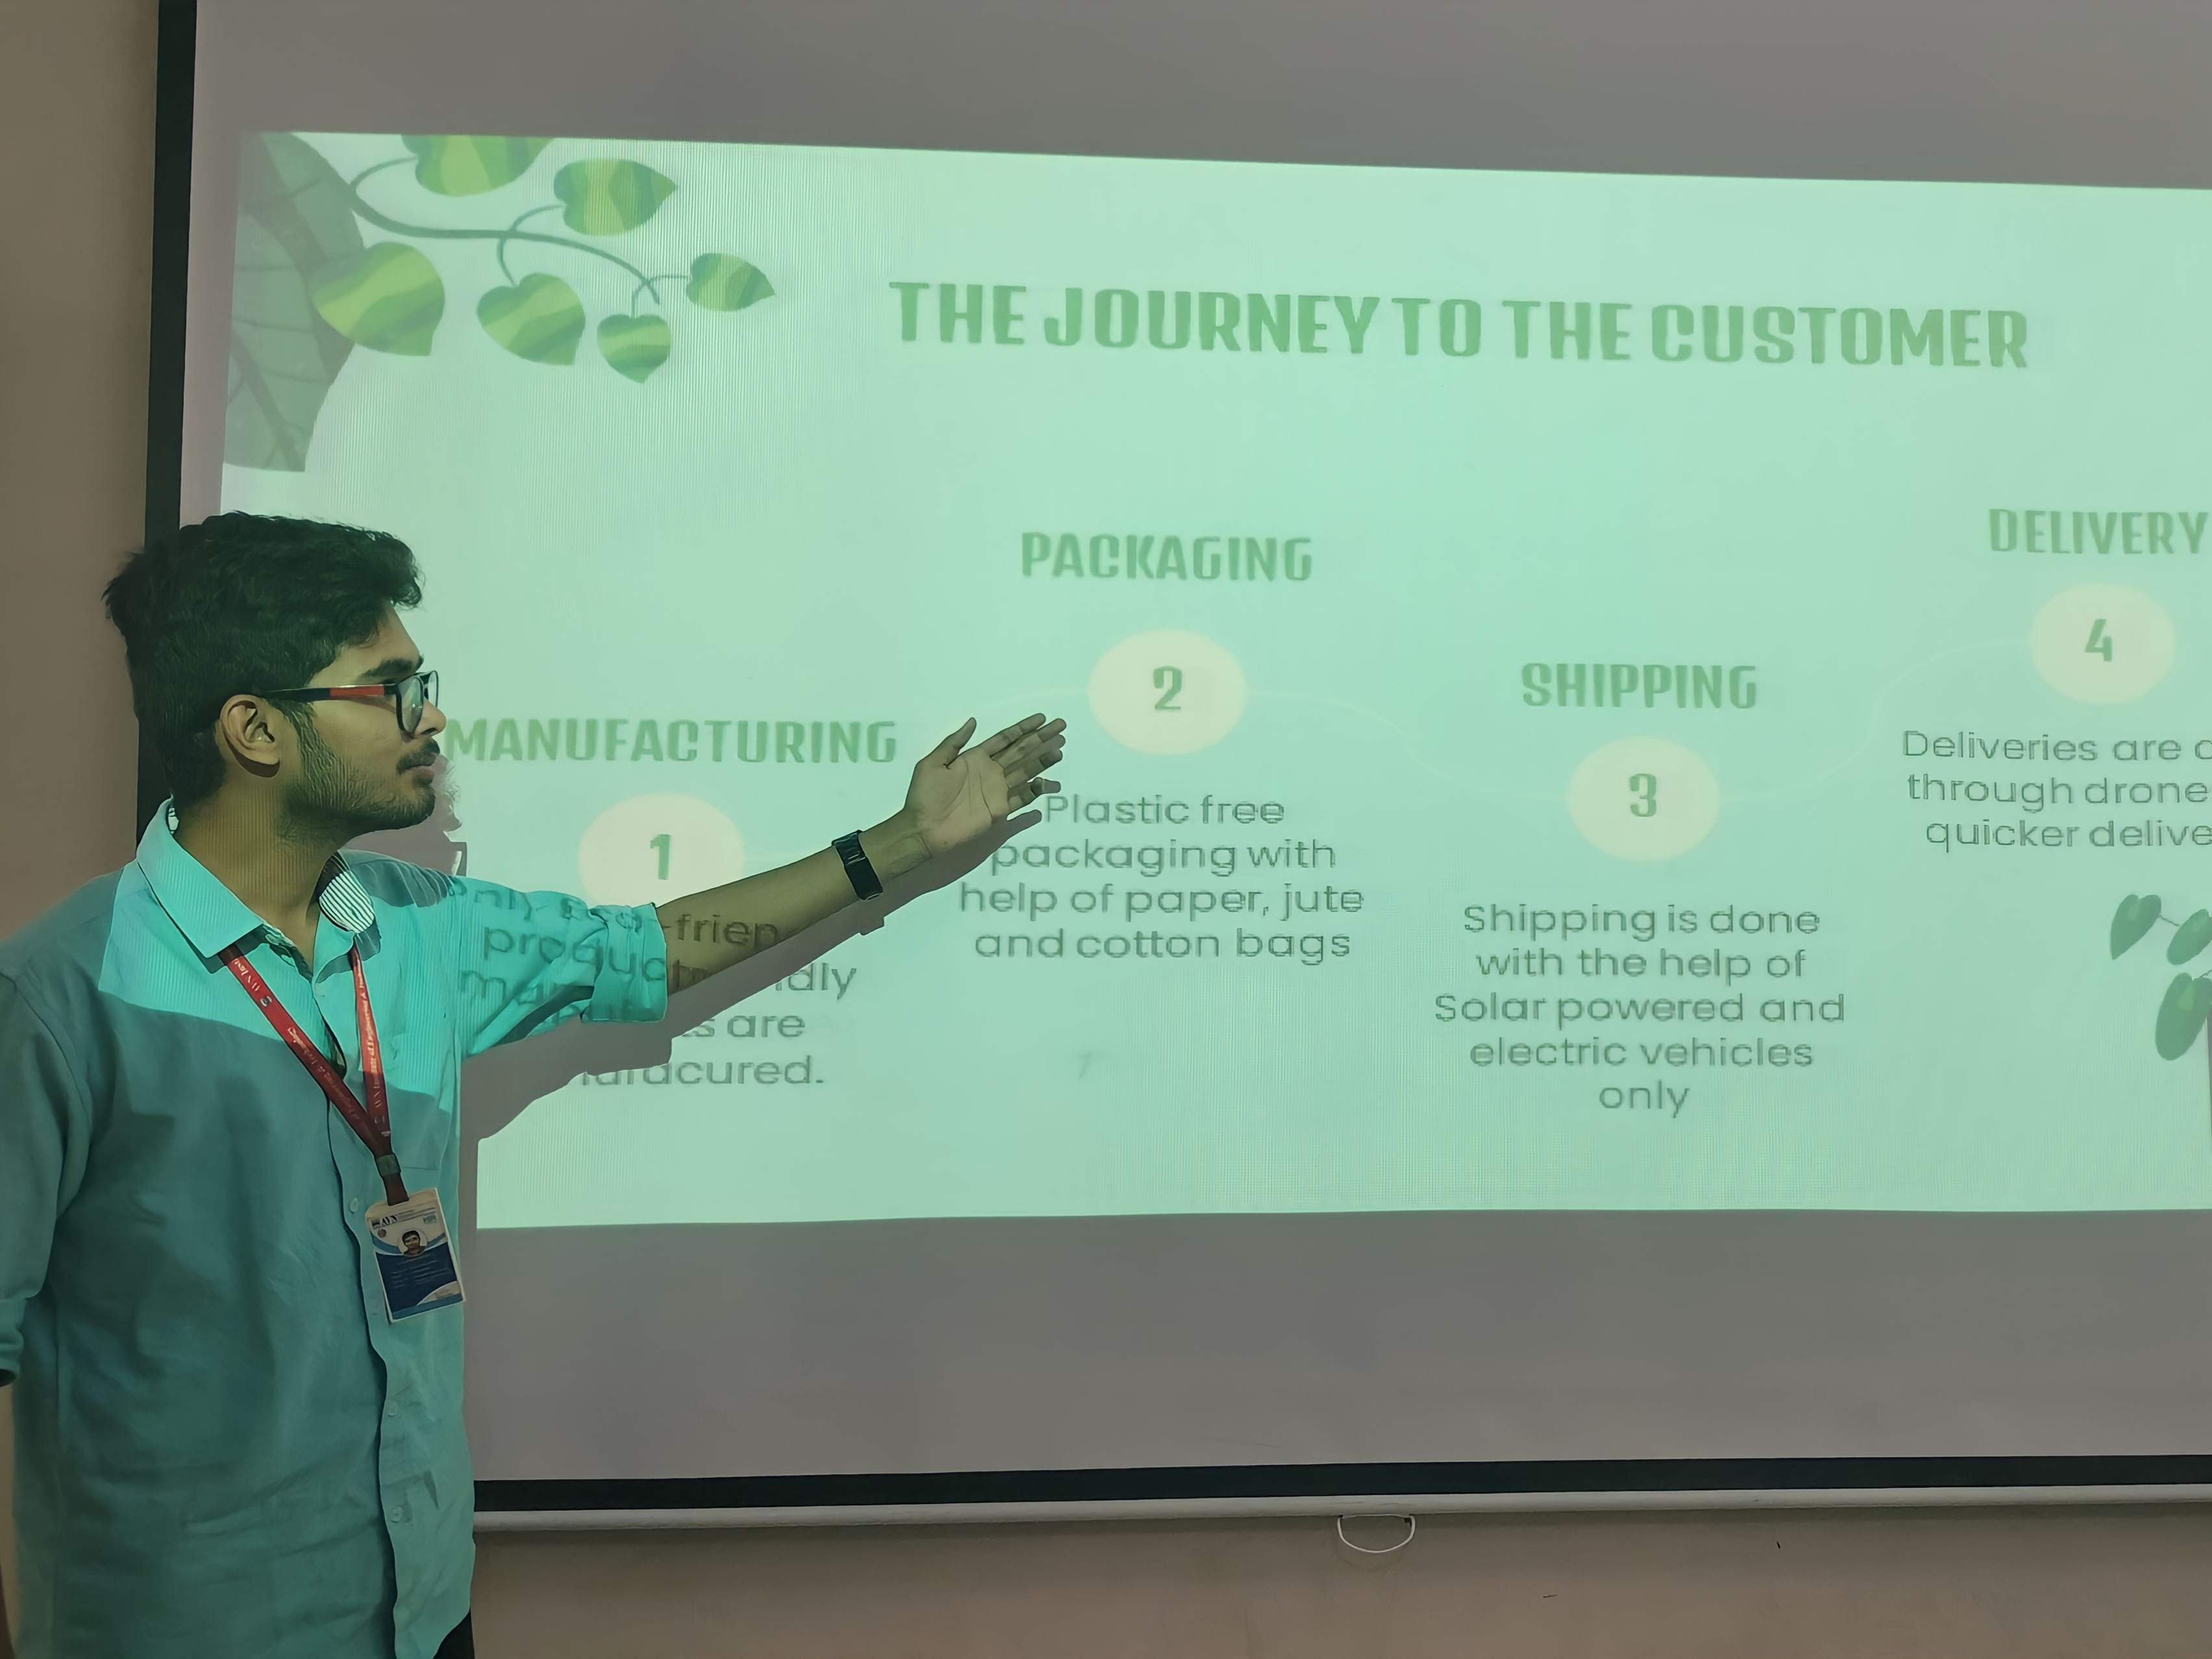 THE JOURNEY TO THE CUSTOMER
MANUFACTURING
1
friendly
are
PACKAGING
2
Plastic free
packaging with
help of paper, jute
and cotton bags
SHIPPING
3
Shipping is done
with the help of
Solar powered and
electric vehicles
only
DELIVERY
4
Deliveries are
through drone
quicker delive